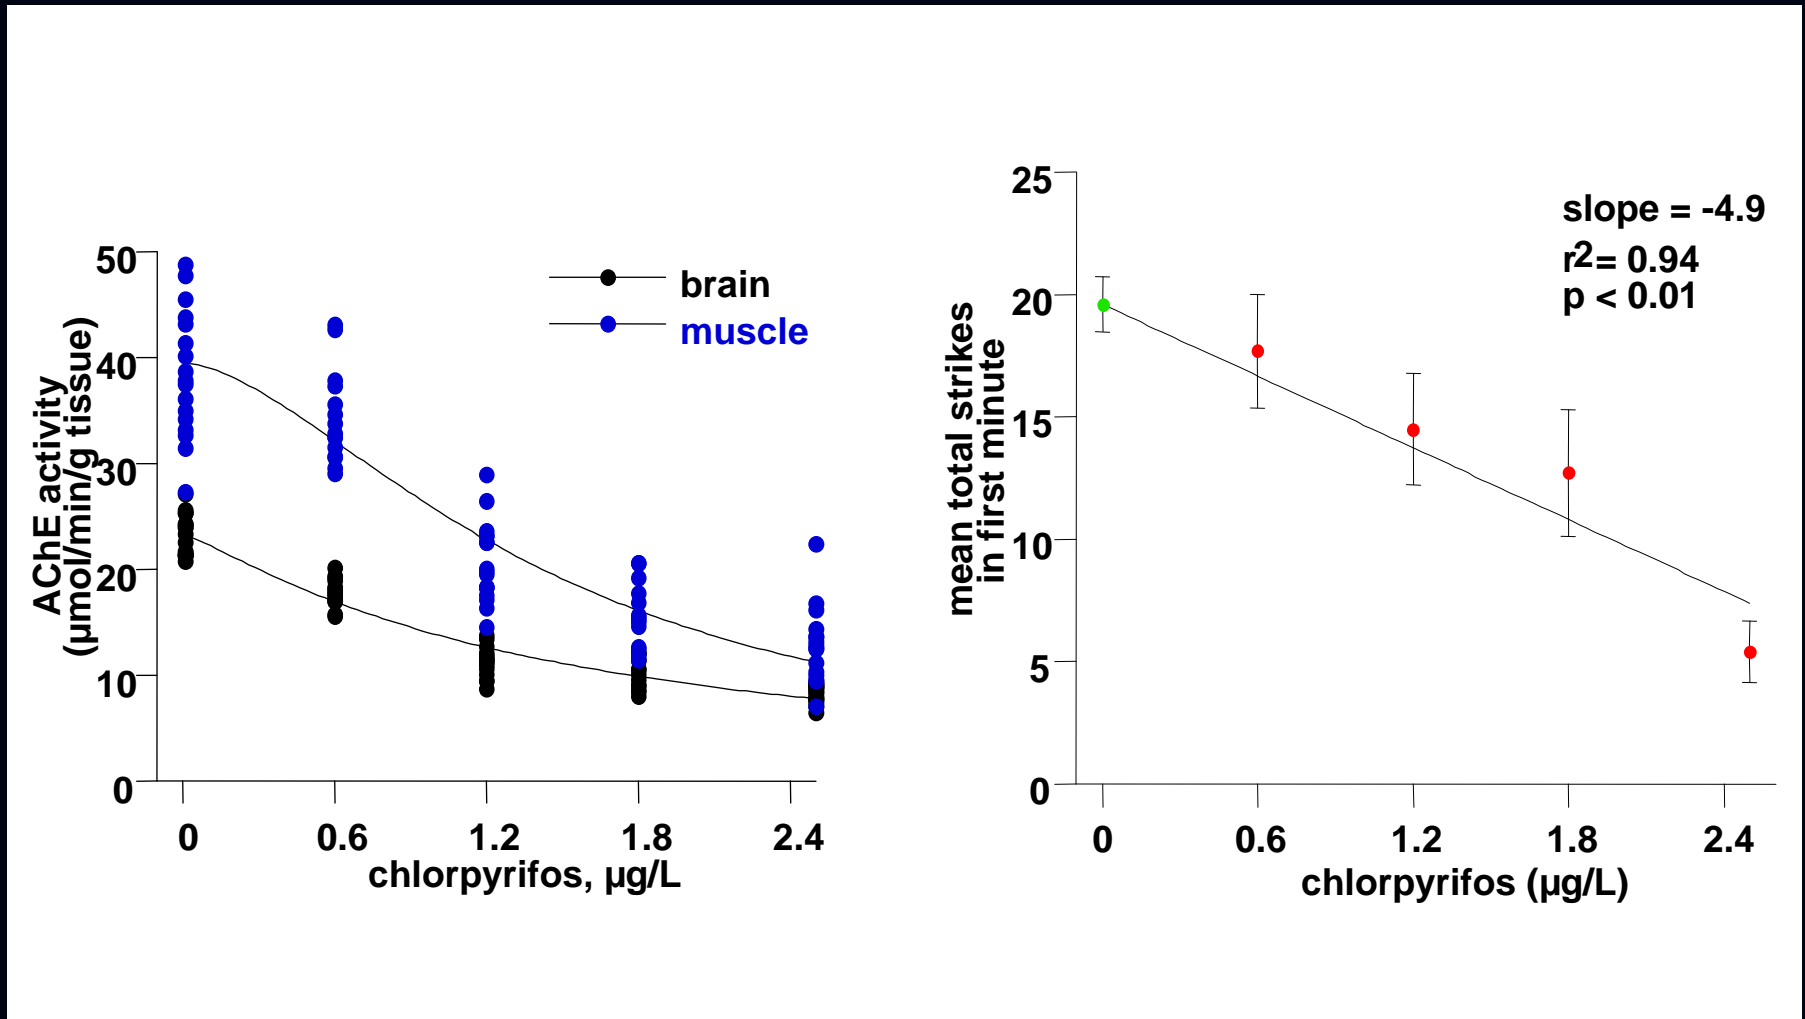 50
40
30
20
10
0
AChE activity
(µmol/min/g tissue)
brain
muscle
0 0.6 1.2 1.8 2.4
chlorpyrifos, µg/L
25
20
15
10
5
0
mean total strikes
in first minute
slope = -4.9
r2= 0.94
p < 0.01
0 0.6 1.2 1.8 2.4
chlorpyrifos (µg/L)